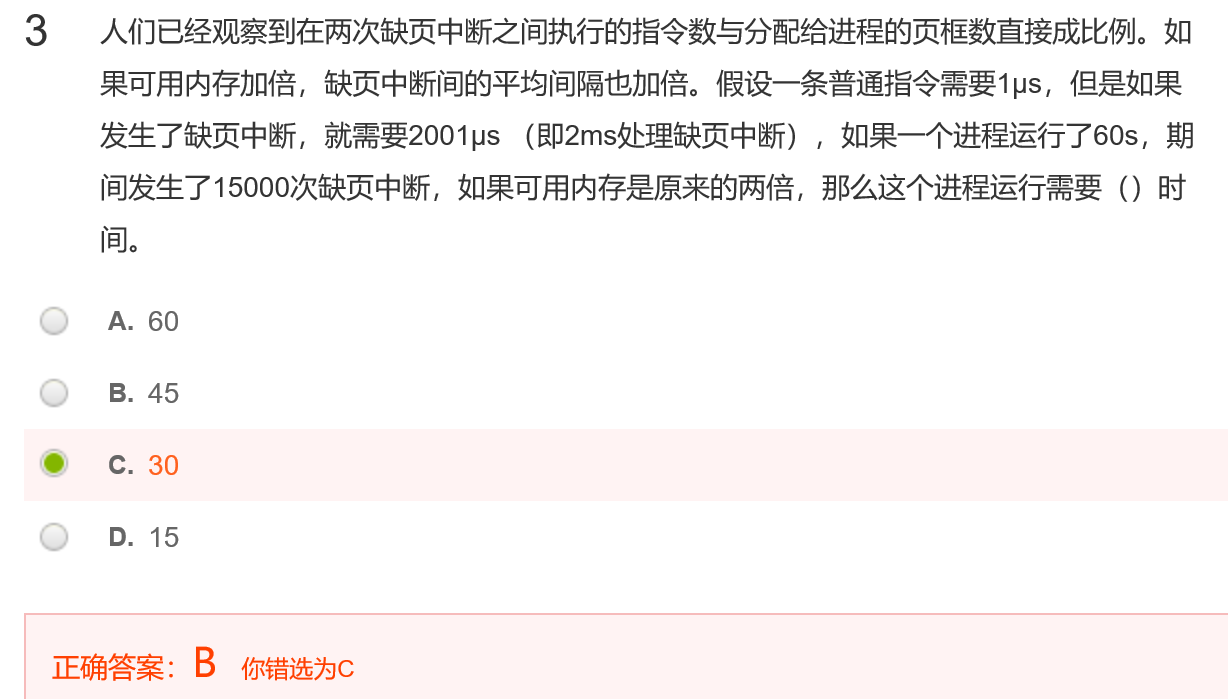 3 人们已经观察到在两次缺页中断之间执行的指令数与分配给进程的页框数直接成比例。如
果可用内存加倍，缺页中断间的平均间隔也加倍。假设一条普通指令需要1μs，但是如果
发生了缺页中断，就需要2001μs （即2ms处理缺页中断），如果一个进程运行了60s，期
间发生了15000次缺页中断，如果可用内存是原来的两倍，那么这个进程运行需要（）时
间。
A. 60
B. 45
C. 30
D. 15
正确答案： B 你错选为C